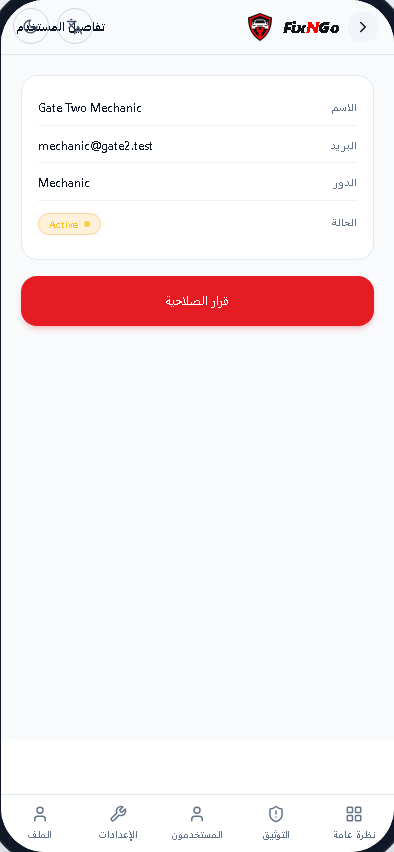 FixNGo
تفاصيل المستخدم
الاسم Gate Two Mechanic
البريد mechanic@gate2.test
الدور Mechanic
الحالة Active
قرار الصلاحية
نظرة عامة
التوثيق
المستخدمون
الإعدادات
الملف